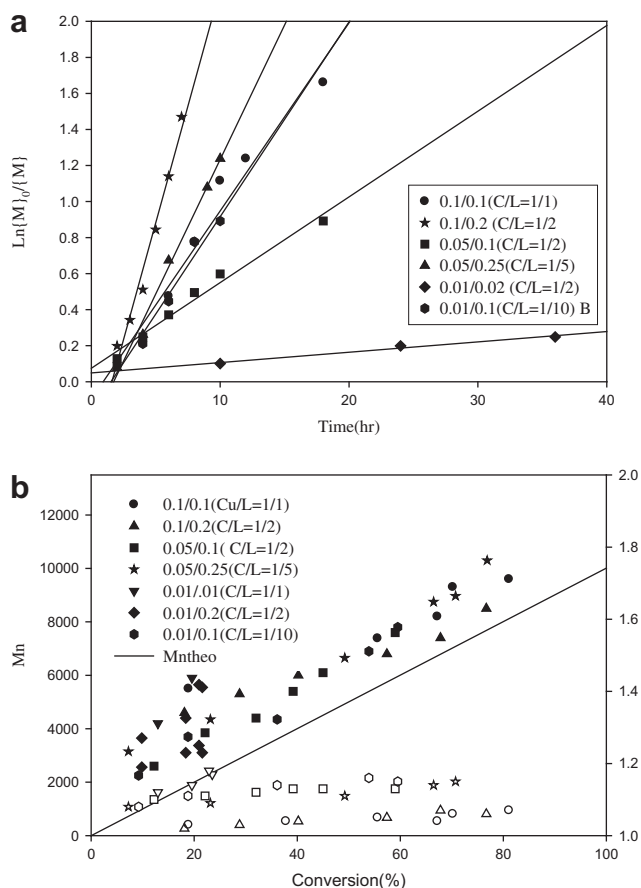 a
2.0
1.8
1.6
1.4
1.2
1.0
0.8
0.6
0.4
0.2
0.0
Ln{M}₀/{M}
0.1/0.1(C/L=1/1)
0.1/0.2 (C/L=1/2
0.05/0.1(C/L=1/2)
0.05/0.25(C/L=1/5)
0.01/0.02 (C/L=1/2)
0.01/0.1(C/L=1/10) B
0 10 20 30 40
Time(hr)
b
12000
10000
8000
6000
4000
2000
0
Mn
0.1/0.1(Cu/L=1/1)
0.1/0.2(C/L=1/2)
0.05/0.1( C/L=1/2)
0.05/0.25(C/L=1/5)
0.01/.01(C/L=1/1)
0.01/0.2(C/L=1/2)
0.01/0.1(C/L=1/10)
Mntheo
2.0
1.8
1.6
1.4
1.2
1.0
0 20 40 60 80 100
Conversion(%)